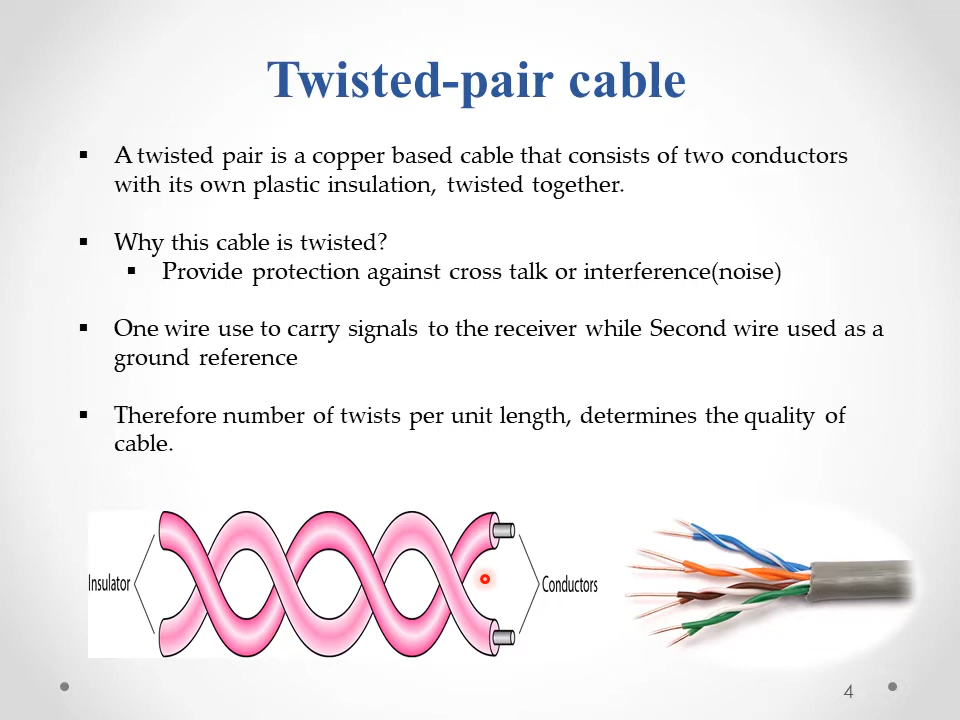 Twisted-pair cable
▪ A twisted pair is a copper based cable that consists of two conductors
with its own plastic insulation, twisted together.
▪ Why this cable is twisted?
▪ Provide protection against cross talk or interference(noise)
▪ One wire use to carry signals to the receiver while Second wire used as a
ground reference
▪ Therefore number of twists per unit length, determines the quality of
cable.
Insulator
Conductors
4